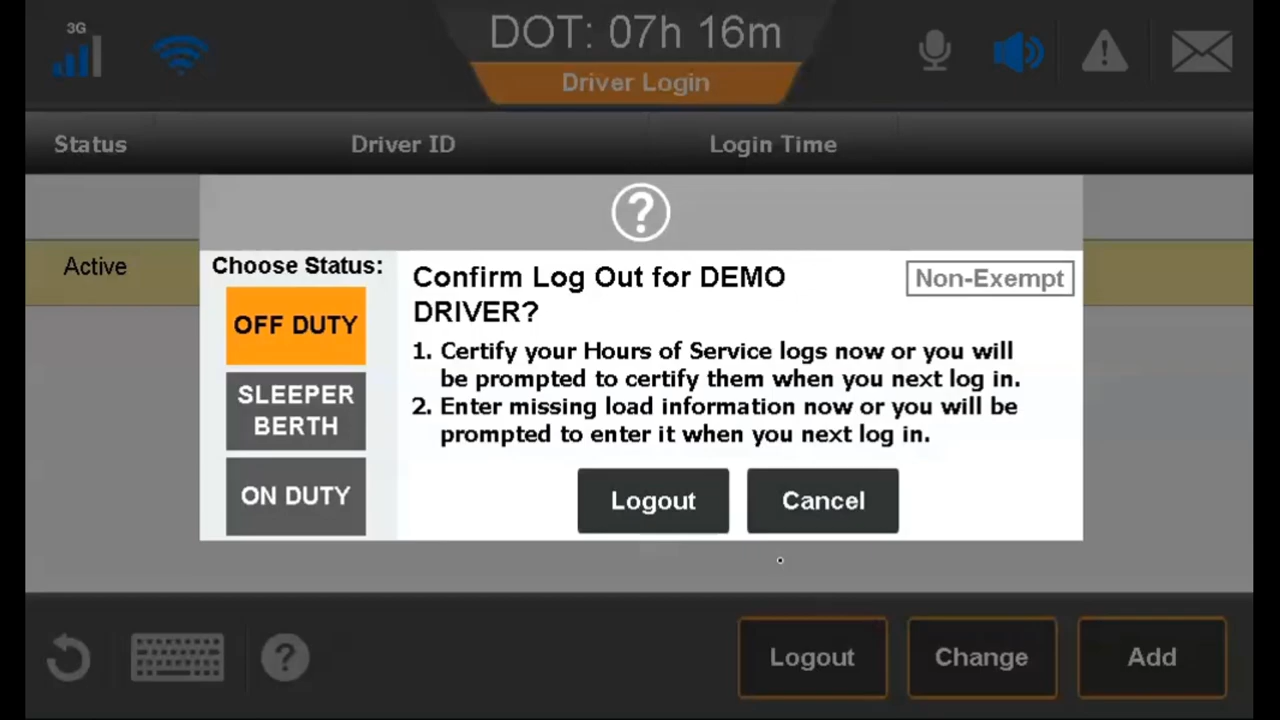 3G
DOT: 07h 16m
Driver Login
Status Driver ID Login Time
Active
Choose Status:
OFF DUTY
SLEEPER
BERTH
ON DUTY
Confirm Log Out for DEMO
DRIVER?
Non-Exempt
1. Certify your Hours of Service logs now or you will
be prompted to certify them when you next log in.
2. Enter missing load information now or you will be
prompted to enter it when you next log in.
Logout Cancel
Logout Change Add